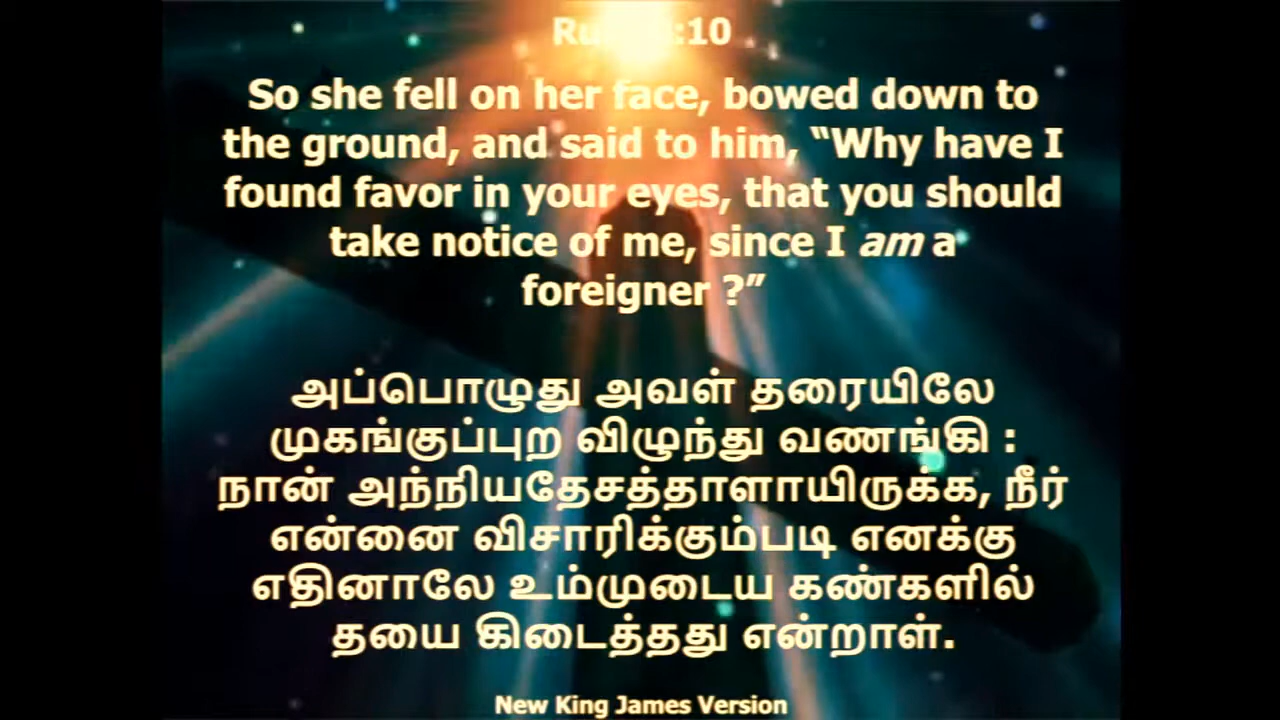 :10
So she fell on her face, bowed down to
the ground, and said to him, “Why have I
found favor in your eyes, that you should
take notice of me, since I am a
foreigner ?”
அப்பொழுது அவள் தரையிலே
முகங்குப்புற விழுந்து வணங்கி :
நான் அந்நியதேசத்தாளாயிருக்க, நீர்
என்னை விசாரிக்கும்படி எனக்கு
எதினாலே உம்முடைய கண்களில்
தயை கிடைத்தது என்றாள்.
New King James Version